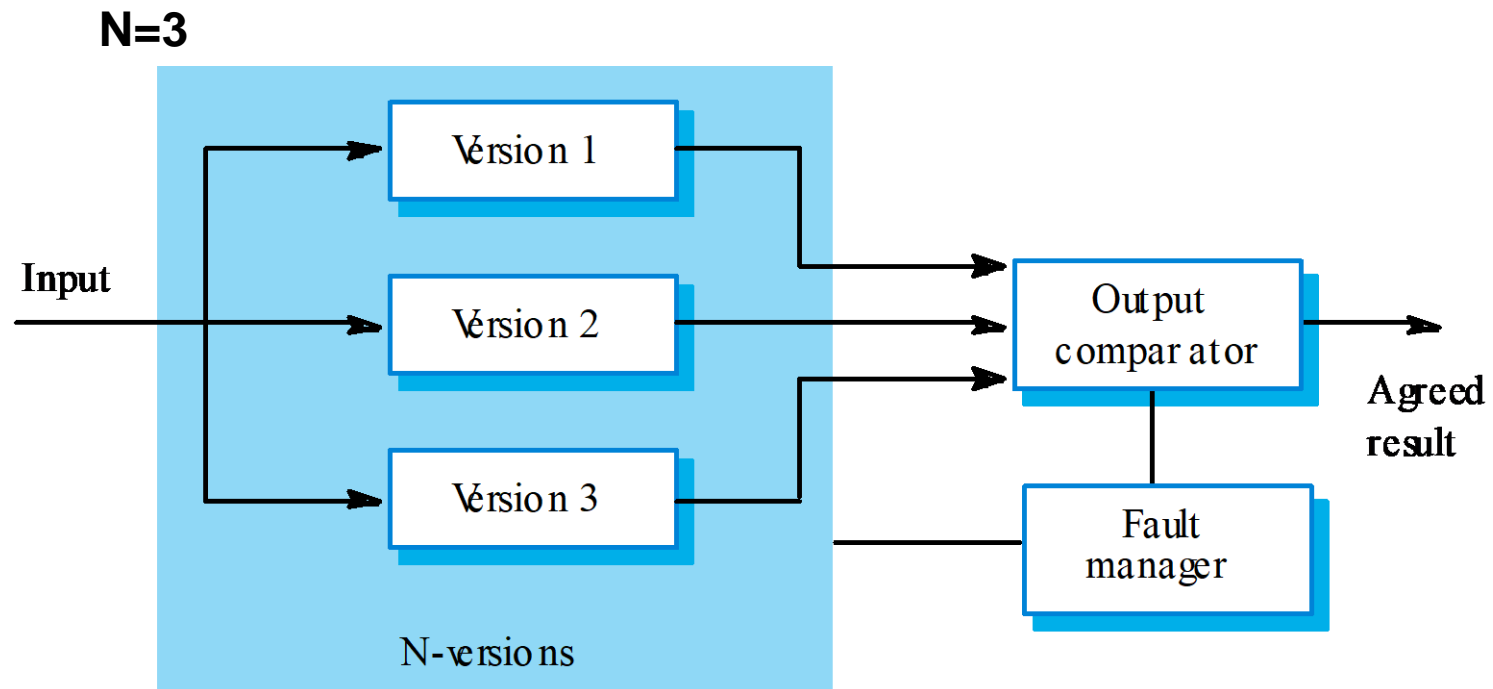 N=3
Version 1
Input
Version 2
Output
comparator
Agreed
result
Version 3
Fault
manager
N-versions